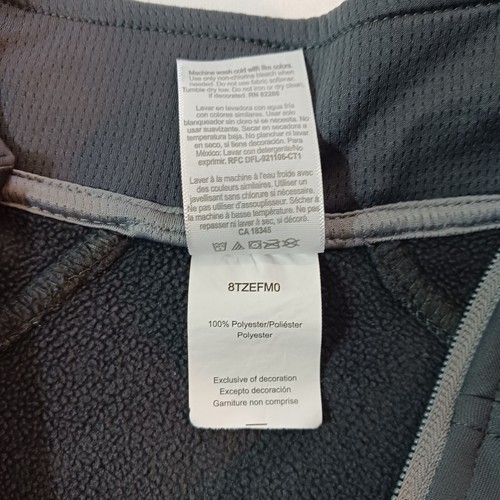 Machine wash cold with like colors.
Use only non-chlorine bleach when
needed. Do not use fabric softener.
Tumble dry low. Do not iron or dry clean,
if decorated. RN 62285
Lavar en lavadora con agua fría
con colores similares. Usar solo
blanqueador sin cloro si se necesita. No
usar suavizante. Secar en secadora a
temperatura baja. No planchar ni lavar
en seco, si tiene decoración. Para
México: Lavar con detergente/No
exprimir. RFC DFL-921106-CT1
Laver à la machine à l'eau froide avec
des couleurs similaires. Utiliser un
javellisant sans chlorure si nécessaire.
Ne pas utiliser d'assouplisseur. Sécher à
la machine à basse température. Ne pas
repasser ni laver à sec, si décoré.
CA 18345
8TZEFM0
100% Polyester/Poliéster
Polyester
Exclusive of decoration
Excepto decoración
Garniture non comprise